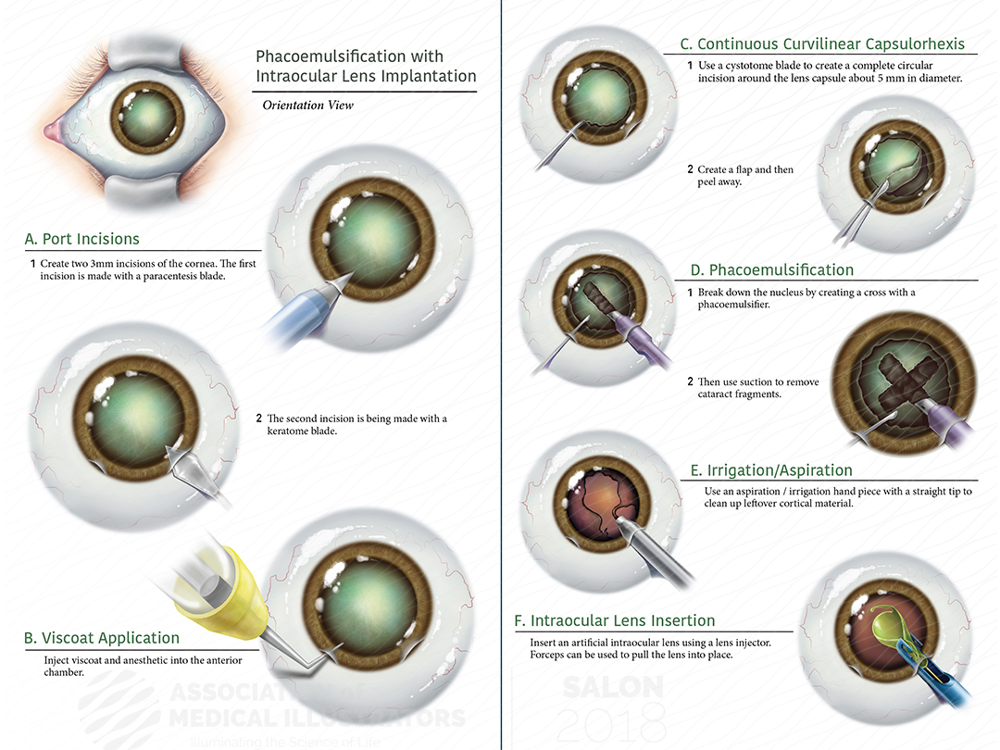 Phacoemulsification with
Intraocular Lens Implantation
Orientation View
A. Port Incisions
1 Create two 3mm incisions of the cornea. The first
incision is made with a paracentesis blade.
2 The second incision is being made with a
keratome blade.
B. Viscoat Application
Inject viscoat and anesthetic into the anterior
chamber.
ASSOCIATION of
MEDICAL ILLUSTRATORS
Illuminating the Science of Life
C. Continuous Curvilinear Capsulorhexis
1 Use a cystotome blade to create a complete circular
incision around the lens capsule about 5 mm in diameter.
2 Create a flap and then
peel away.
D. Phacoemulsification
1 Break down the nucleus by creating a cross with a
phacoemulsifier.
2 Then use suction to remove
cataract fragments.
E. Irrigation/Aspiration
Use an aspiration / irrigation hand piece with a straight tip to
clean up leftover cortical material.
F. Intraocular Lens Insertion
Insert an artificial intraocular lens using a lens injector.
Forceps can be used to pull the lens into place.
SALON
2018